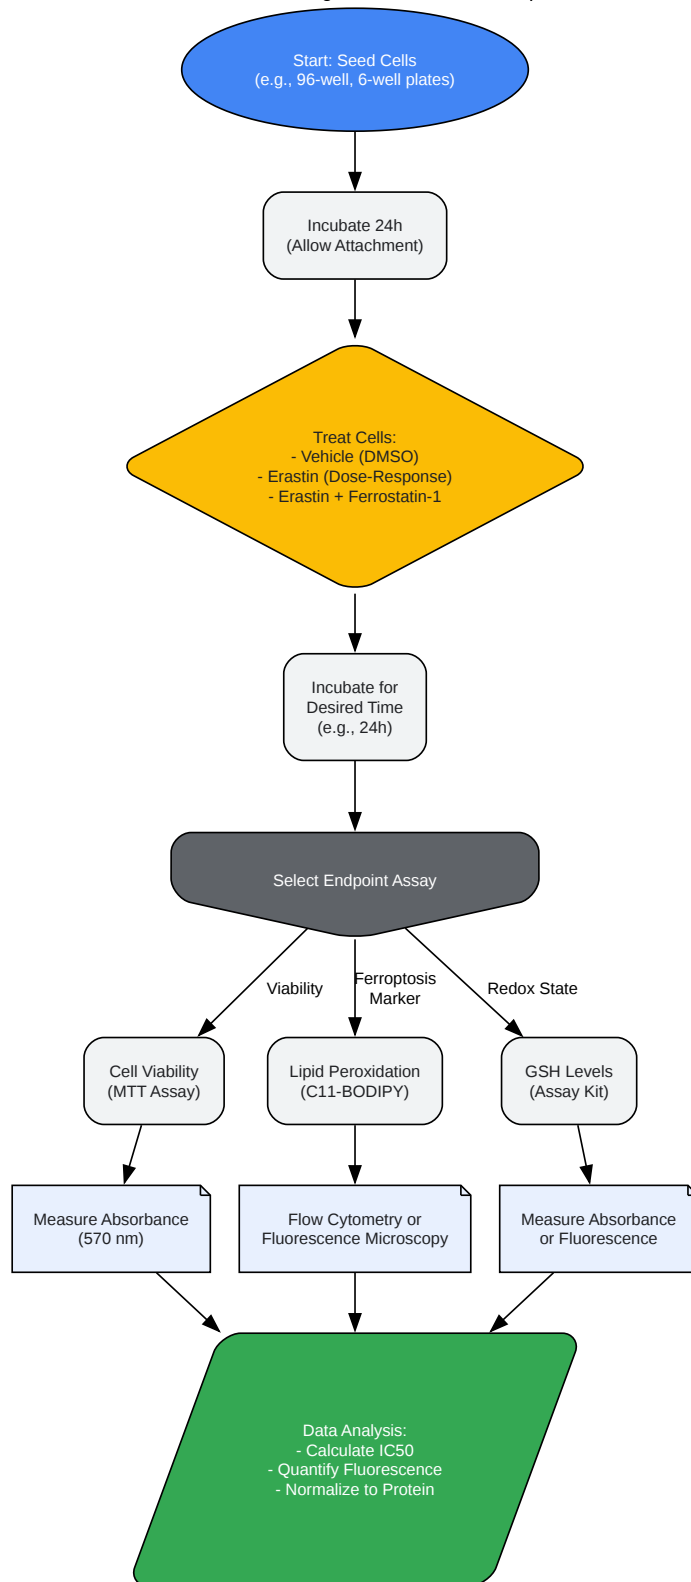 Start: Seed Cells
(e.g., 96-well, 6-well plates)
Incubate 24h
(Allow Attachment)
Treat Cells:
- Vehicle (DMSO)
- Erastin (Dose-Response)
- Erastin + Ferrostatin-1
Incubate for
Desired Time
(e.g., 24h)
Select Endpoint Assay
Viability
Ferroptosis
Marker
Redox State
Cell Viability
(MTT Assay)
Lipid Peroxidation
(C11-BODIPY)
GSH Levels
(Assay Kit)
Measure Absorbance
(570 nm)
Flow Cytometry or
Fluorescence Microscopy
Measure Absorbance
or Fluorescence
Data Analysis:
- Calculate IC50
- Quantify Fluorescence
- Normalize to Protein